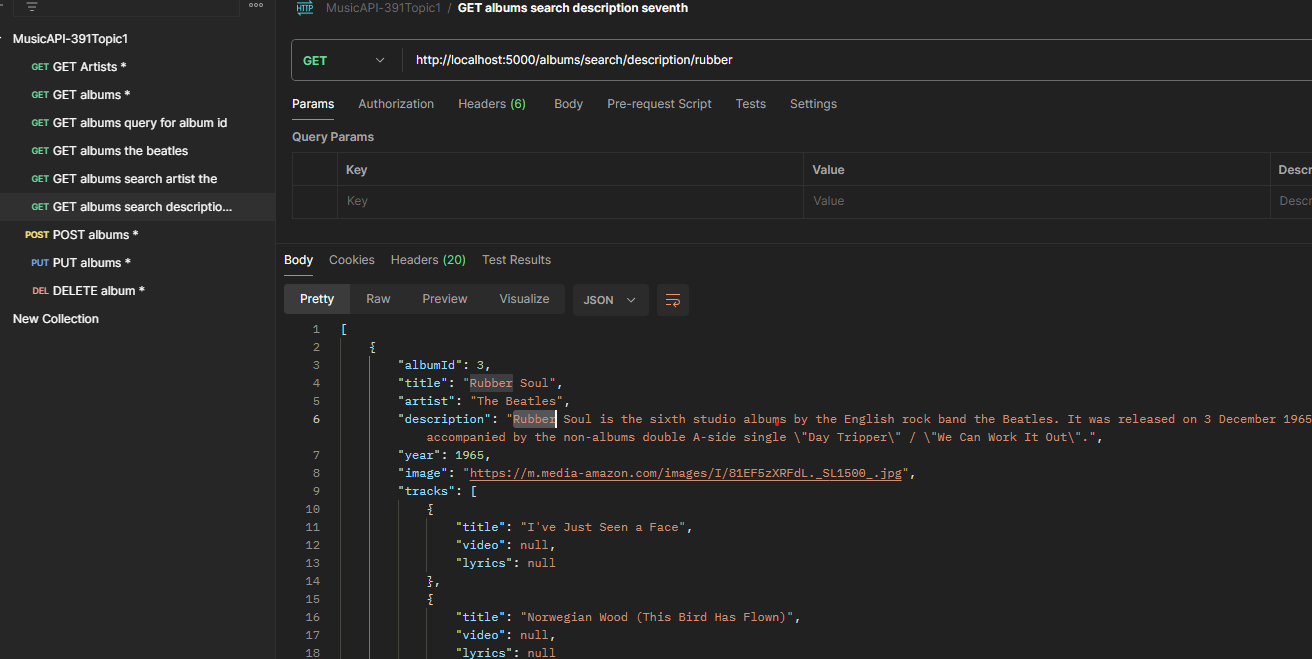 HTTP MusicAPI-391Topic1 / GET albums search description seventh
MusicAPI-391Topic1
GET GET Artists *
GET GET albums *
GET GET albums query for album id
GET GET albums the beatles
GET GET albums search artist the
GET GET albums search descriptio...
POST POST albums *
PUT PUT albums *
DEL DELETE album *
New Collection
GET http://localhost:5000/albums/search/description/rubber
Params Authorization Headers (6) Body Pre-request Script Tests Settings
Query Params
Key Value Descr
Key Value Descr
Body Cookies Headers (20) Test Results
Pretty Raw Preview Visualize JSON
1 [
2 {
3 "albumId": 3,
4 "title": "Rubber Soul",
5 "artist": "The Beatles",
6 "description": "Rubber Soul is the sixth studio albums by the English rock band the Beatles. It was released on 3 December 1965
accompanied by the non-albums double A-side single \"Day Tripper\" / \"We Can Work It Out\".",
7 "year": 1965,
8 "image": "https://m.media-amazon.com/images/I/81EF5zXRFdL._SL1500_.jpg",
9 "tracks": [
10 {
11 "title": "I've Just Seen a Face",
12 "video": null,
13 "lyrics": null
14 },
15 {
16 "title": "Norwegian Wood (This Bird Has Flown)",
17 "video": null,
18 "lyrics": null